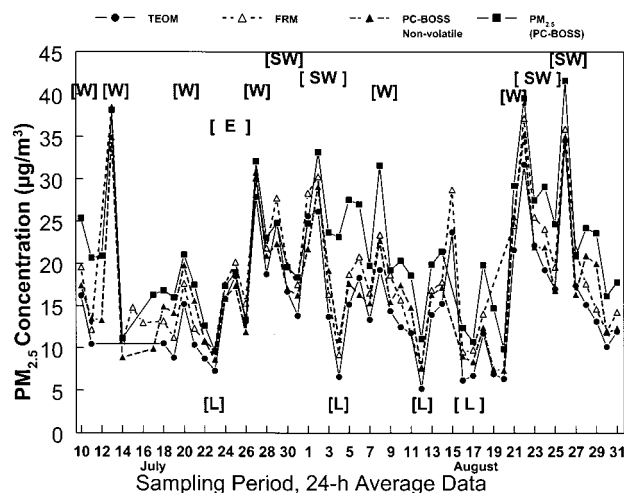 TEOM FRM PC-BOSS Non-volatile PM2.5 (PC-BOSS)
[SW] [SW]
[SW] [SW]
[W] [W] [W] [W] [W] [W]
[ E ]
45
40
35
30
25
20
15
10
5
0
PM2.5 Concentration (µg/m³)
[L] [L] [L] [ L ]
10 12 14 16 18 20 22 24 26 28 30 1 3 5 7 9 11 13 15 17 19 21 23 25 27 29 31
July August
Sampling Period, 24-h Average Data